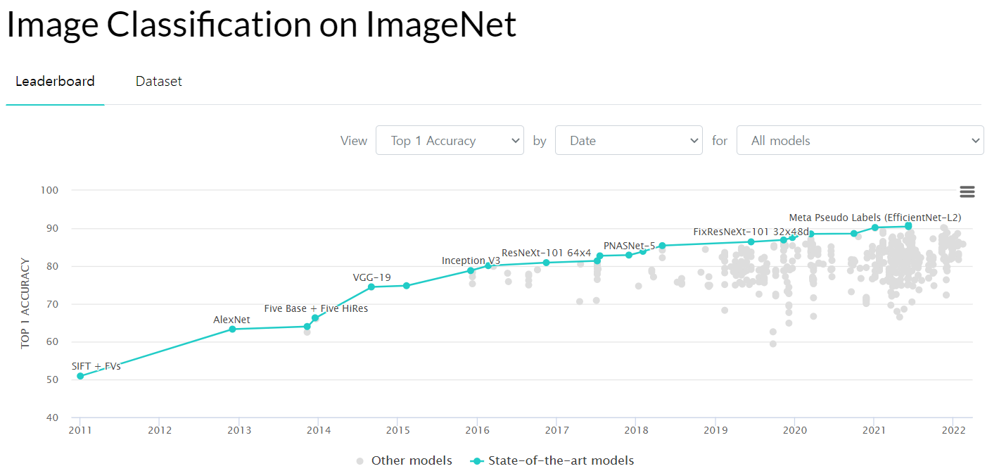 Image Classification on ImageNet
Leaderboard Dataset
View Top 1 Accuracy by Date for All models
TOP 1 ACCURACY
100
90
80
70
60
50
40
SIFT + FVs
AlexNet
Five Base + Five HiRes
VGG-19
Inception V3
ResNeXt-101 64x4
PNASNet-5
FixResNeXt-101 32x48d
Meta Pseudo Labels (EfficientNet-L2)
2011 2012 2013 2014 2015 2016 2017 2018 2019 2020 2021 2022
Other models State-of-the-art models